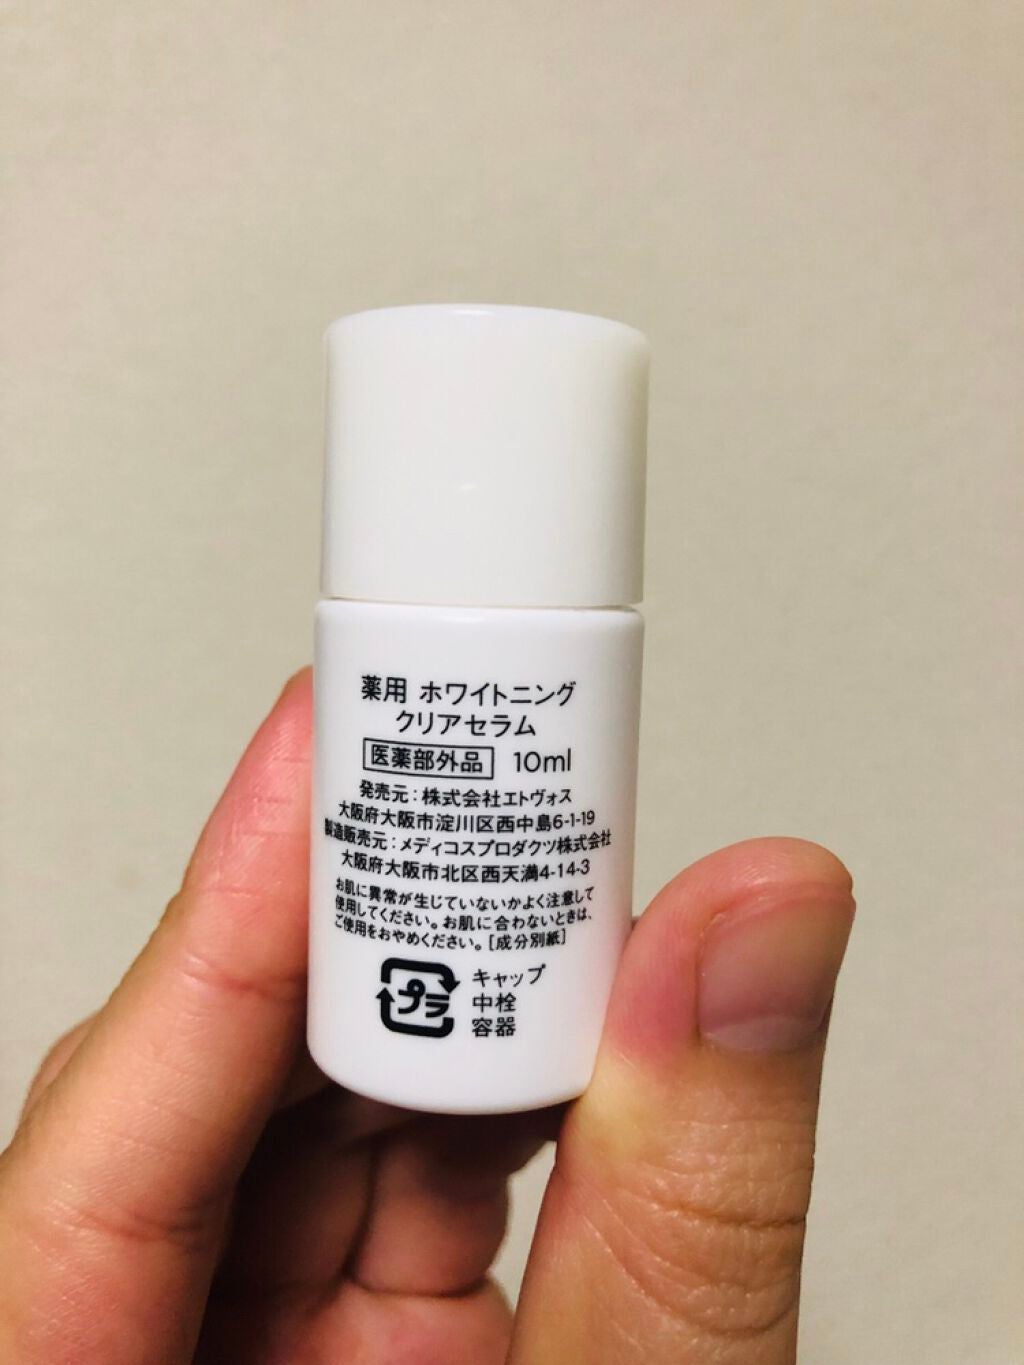 薬用 ホワイトニング
クリアセラム
医薬部外品 10ml
発売元：株式会社エトヴォス
大阪府大阪市淀川区西中島6-1-19
製造販売元：メディコスプロダクツ株式会社
大阪府大阪市北区西天満4-14-3
お肌に異常が生じていないかよく注意して
使用してください。お肌に合わないときは、
ご使用をおやめください。[成分別紙]
プラ
キャップ
中栓
容器